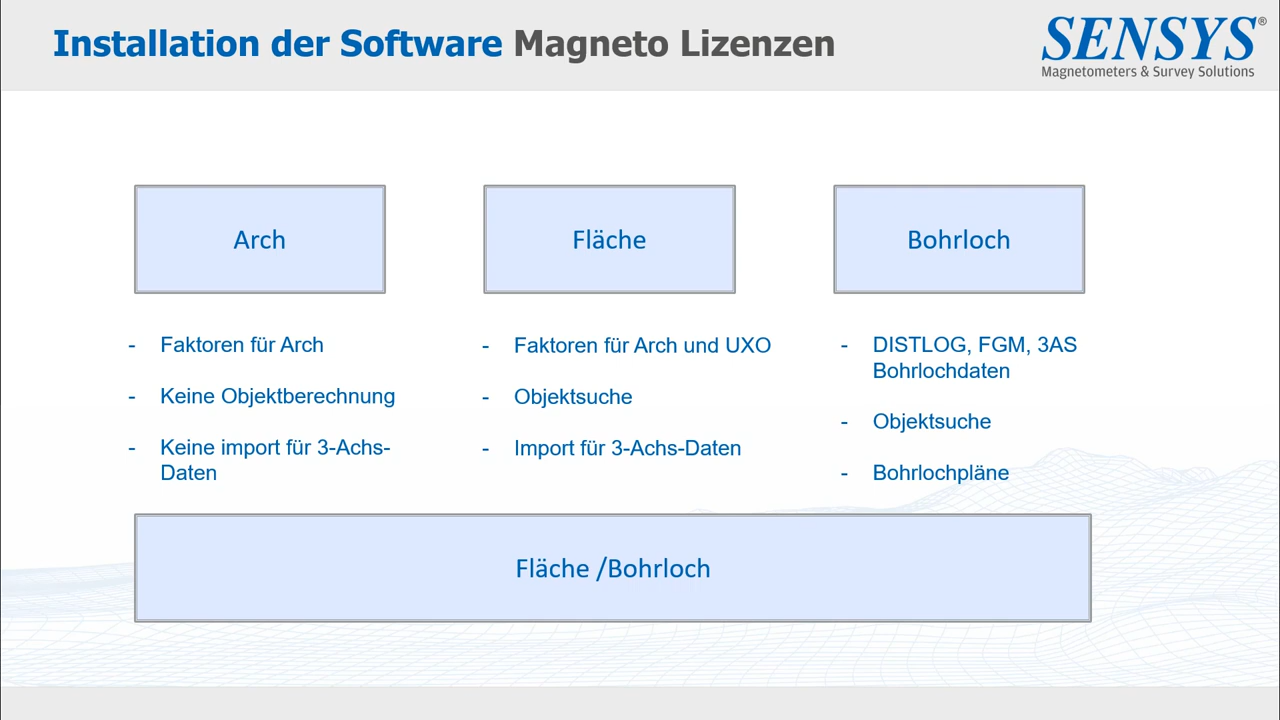 Installation der Software Magneto Lizenzen
SENSYS®
Magnetometers & Survey Solutions
Arch
Fläche
Bohrloch
- Faktoren für Arch
- Keine Objektberechnung
- Keine import für 3-Achs-
Daten
- Faktoren für Arch und UXO
- Objektsuche
- Import für 3-Achs-Daten
- DISTLOG, FGM, 3AS
Bohrlochdaten
- Objektsuche
- Bohrlochpläne
Fläche /Bohrloch